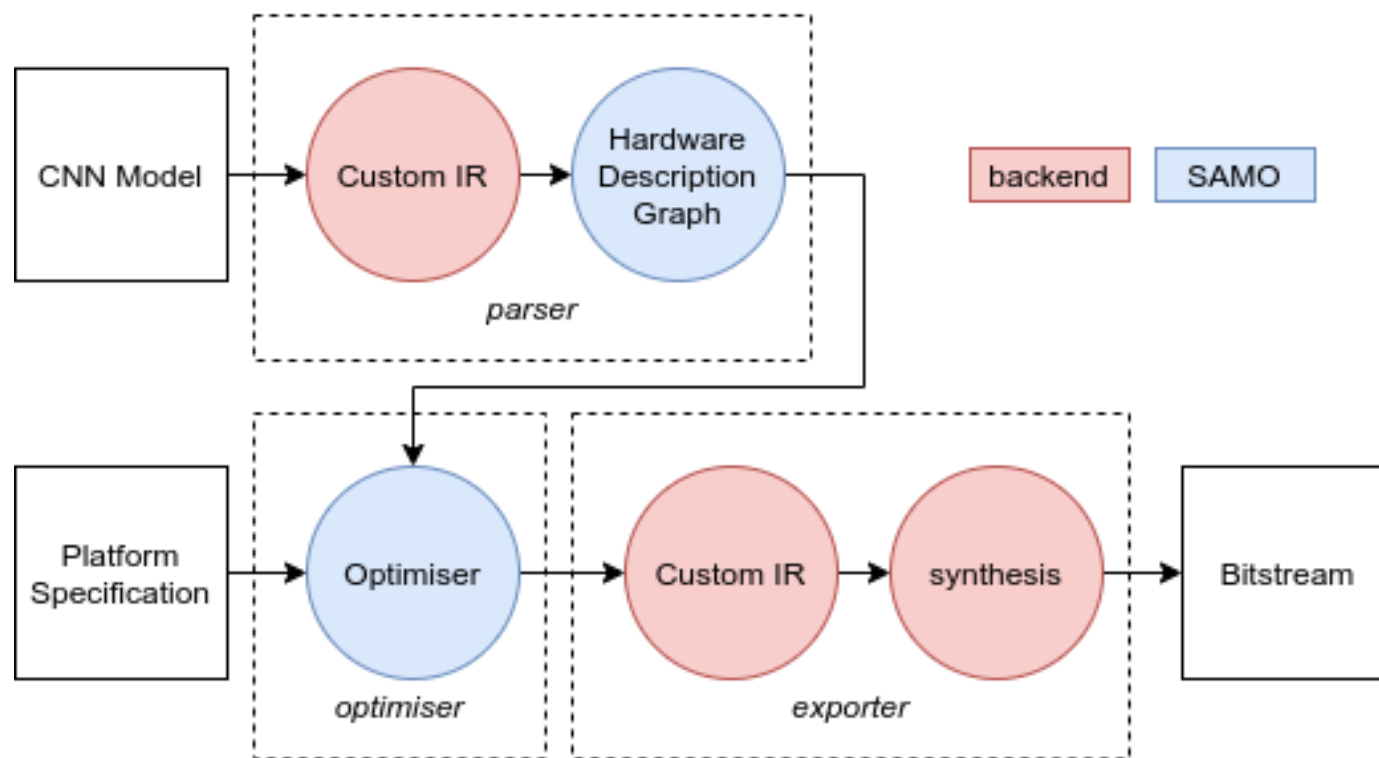 CNN Model
Custom IR
Hardware
Description
Graph
parser
backend
SAMO
Platform
Specification
Optimiser
optimiser
Custom IR
synthesis
exporter
Bitstream